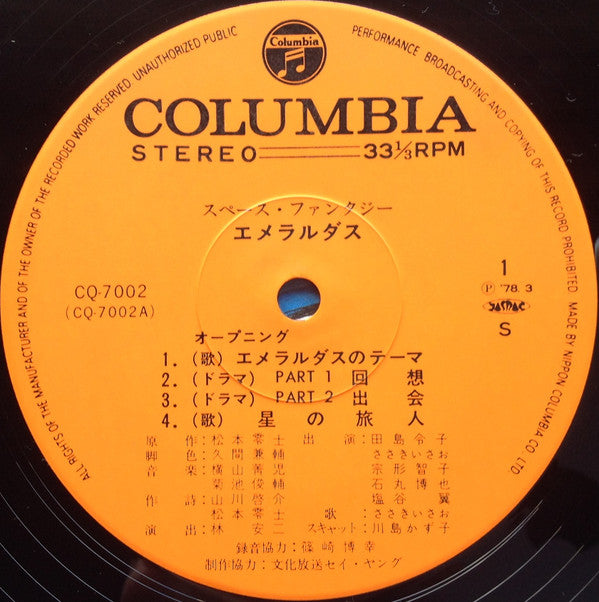 ALL RIGHTS OF THE MANUFACTURER AND OF THE OWNER OF THE RECORDED WORK RESERVED UNAUTHORIZED PUBLIC PERFORMANCE BROADCASTING AND COPYING OF THIS RECORD PROHIBITED MADE BY NIPPON COLUMBIA CO LTD.
Columbia
COLUMBIA
STEREO 33⅓RPM
スペース・ファンタジー
エメラルダス
CQ-7002
(CQ-7002A)
1
Ⓟ '78. 3
JASRAC
S
オープニング
1. (歌) エメラルダスのテーマ
2. (ドラマ) PART 1 回想
3. (ドラマ) PART 2 出会
4. (歌) 星の旅人
原作:松本零士 出演:田島令子
脚色:久間兼輔 ささきいさお
音楽:横山菁児 宗形智子
菊池俊輔 石丸博也
作詩:山川啓介 塩谷翼
松本零士 歌:ささきいさお
演出:林安二 スキャット:川島かず子
録音協力:篠崎博幸
制作協力:文化放送セイ・ヤング